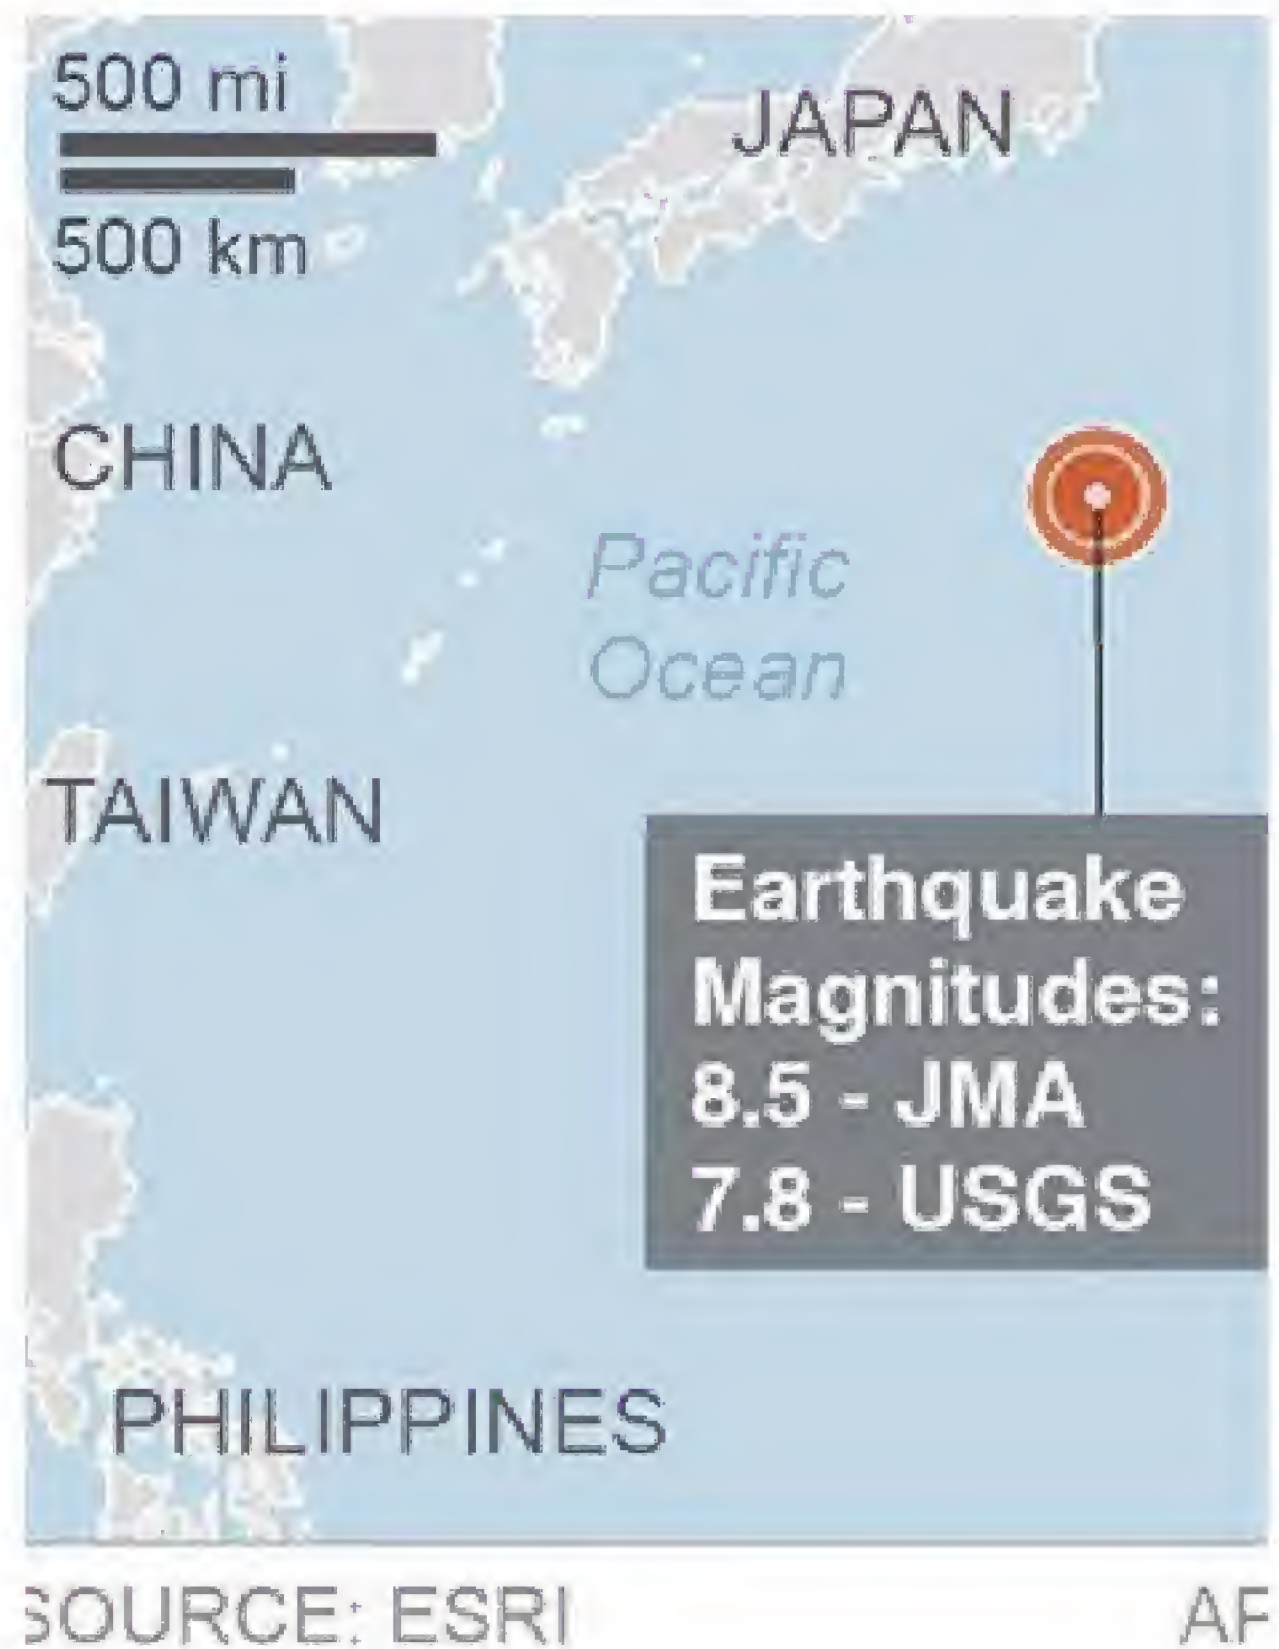 500 mi
500 km
JAPAN
CHINA
Pacific
Ocean
TAIWAN
Earthquake
Magnitudes:
8.5 - JMA
7.8 - USGS
PHILIPPINES
SOURCE: ESRI